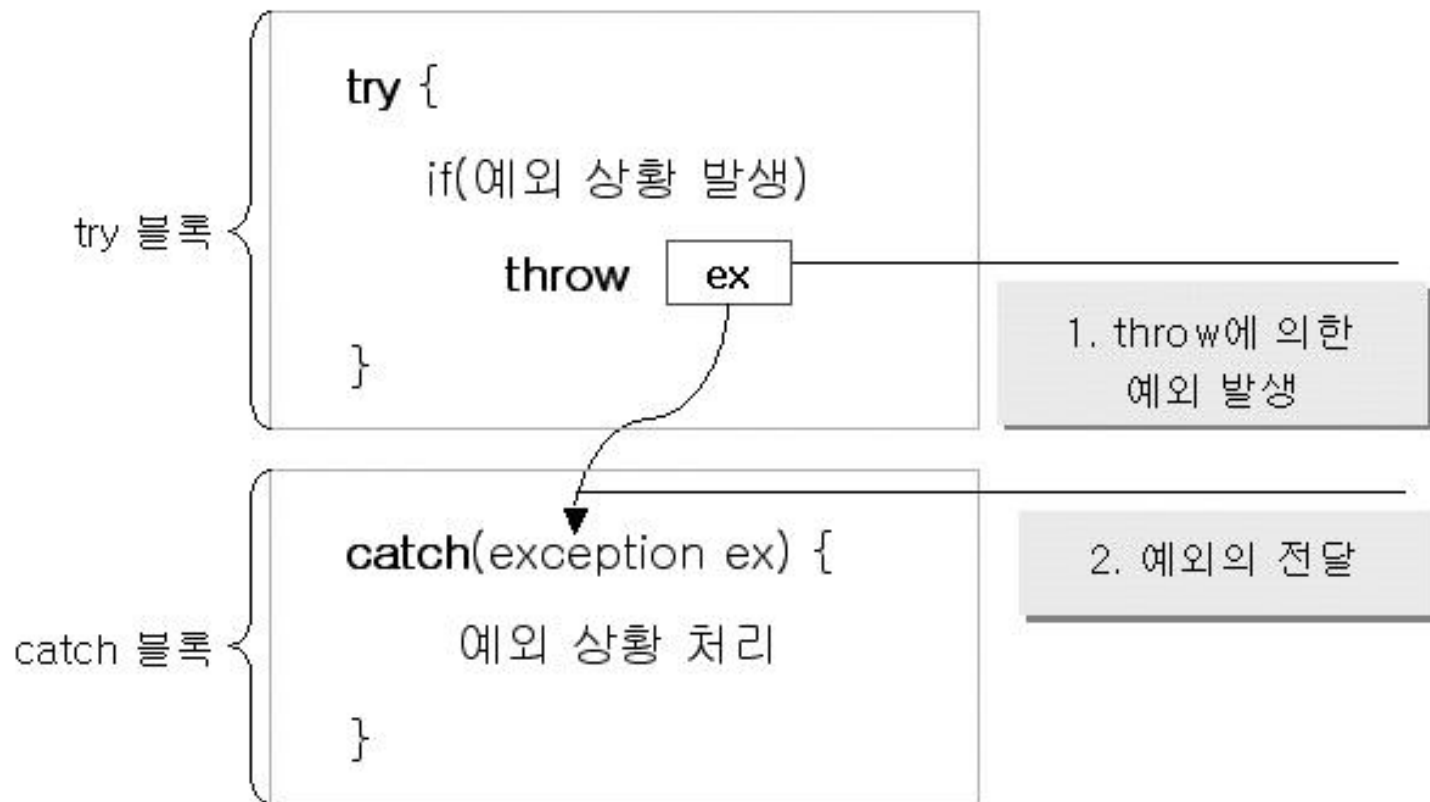 try {
if(예외 상황 발생)
try 블록
throw ex
1. throw에 의한
예외 발생
}
catch(exception ex) {
2. 예외의 전달
catch 블록
예외 상황 처리
}